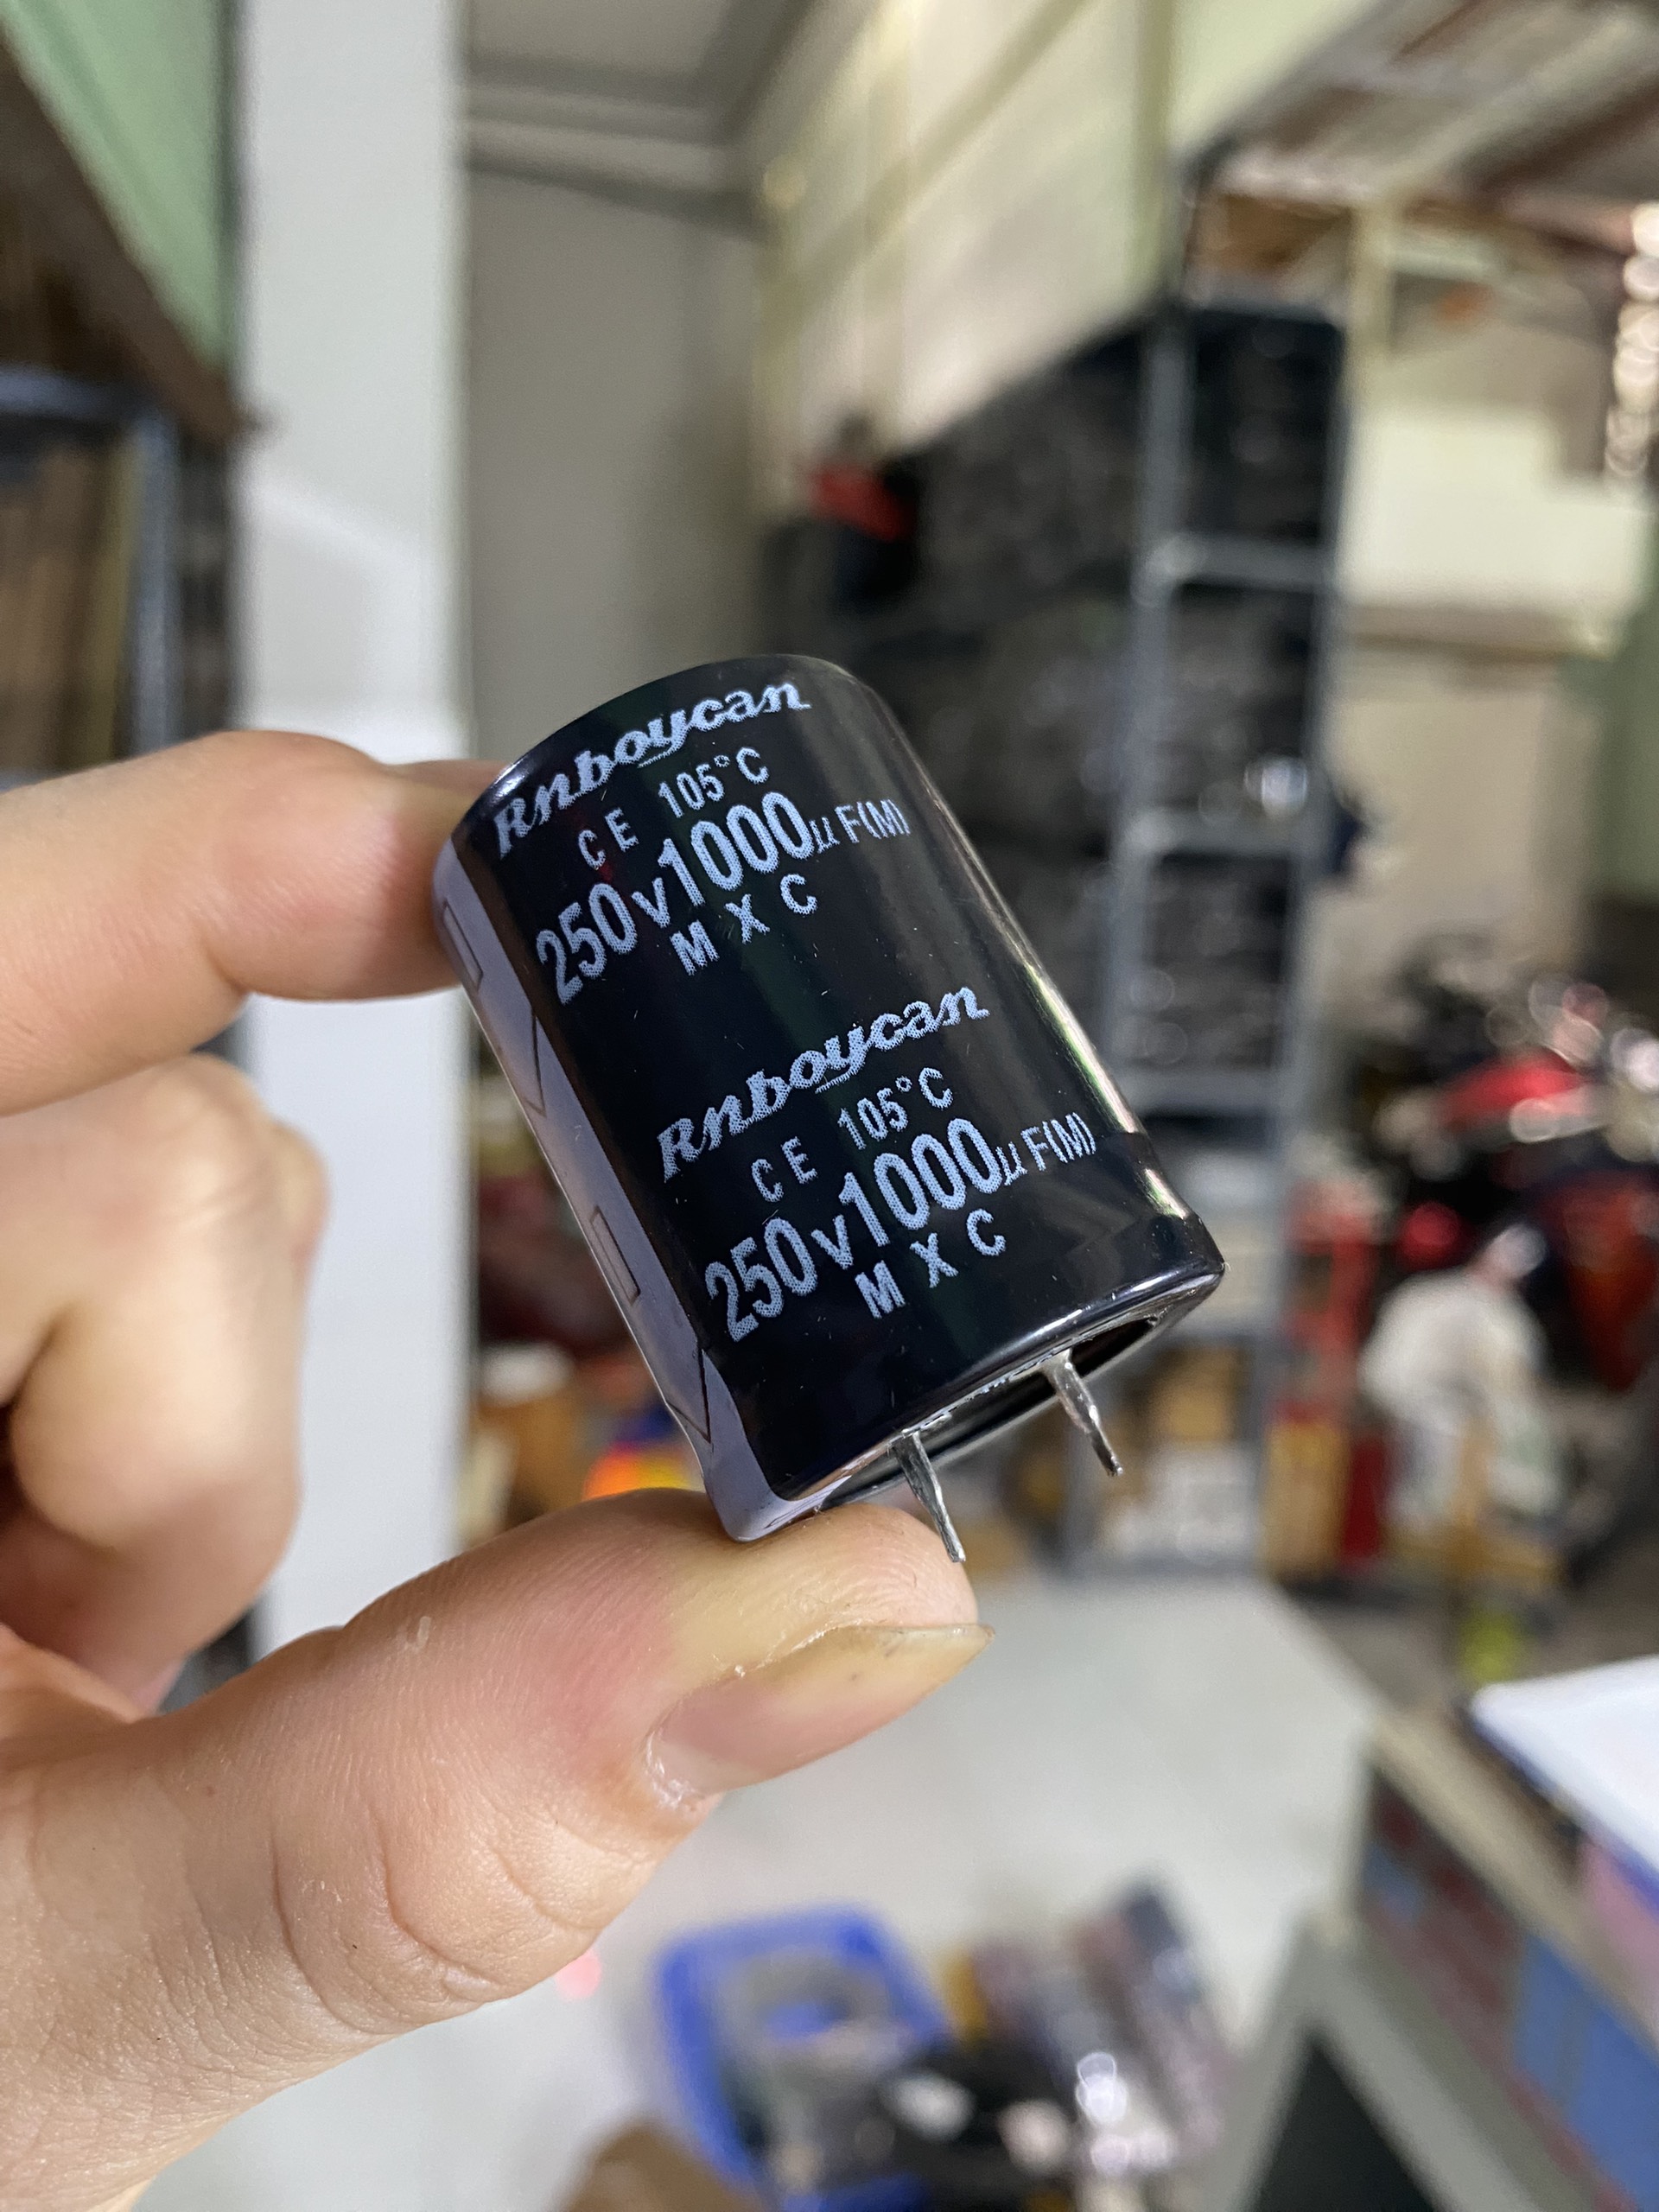 Rnboycan
CE 105°C
250v1000μF(M)
MXC
Rnboycan
CE 105°C
250v1000μF(M)
MXC